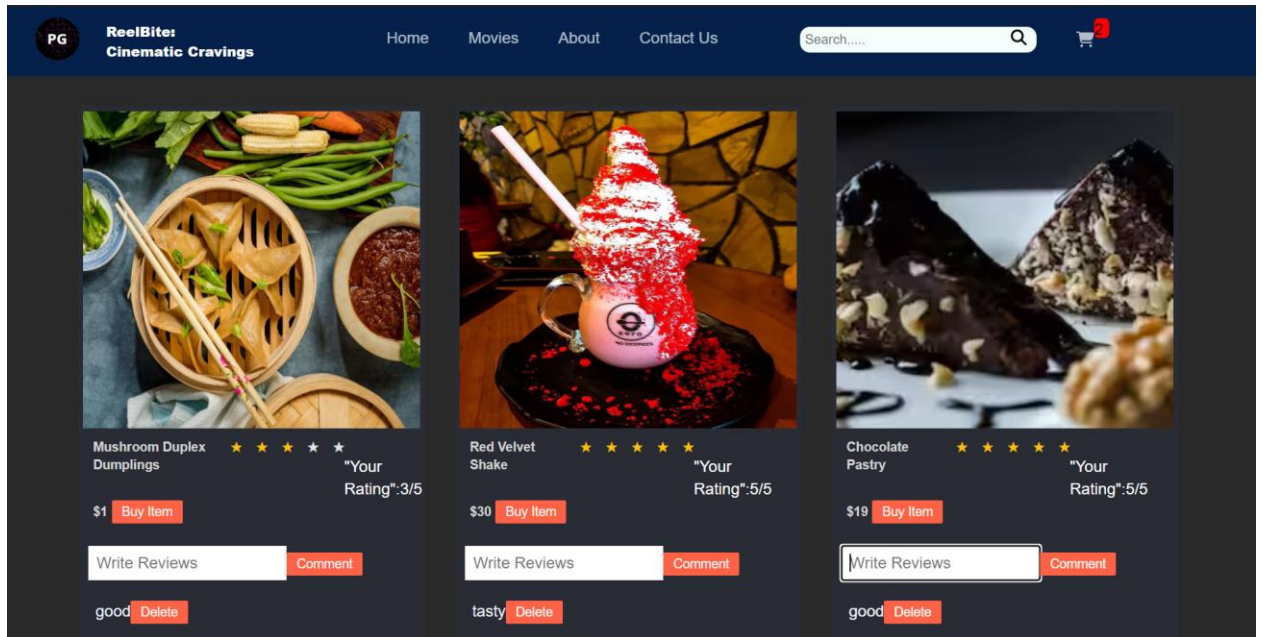 PG
ReelBite:
Cinematic Cravings
Home
Movies
About
Contact Us
Search.....
2
Mushroom Duplex
Dumplings
"Your
Rating":3/5
$1
Buy Item
Write Reviews
Comment
good
Delete
Red Velvet
Shake
"Your
Rating":5/5
$30
Buy Item
Write Reviews
Comment
tasty
Delete
Chocolate
Pastry
"Your
Rating":5/5
$19
Buy Item
Write Reviews
Comment
good
Delete